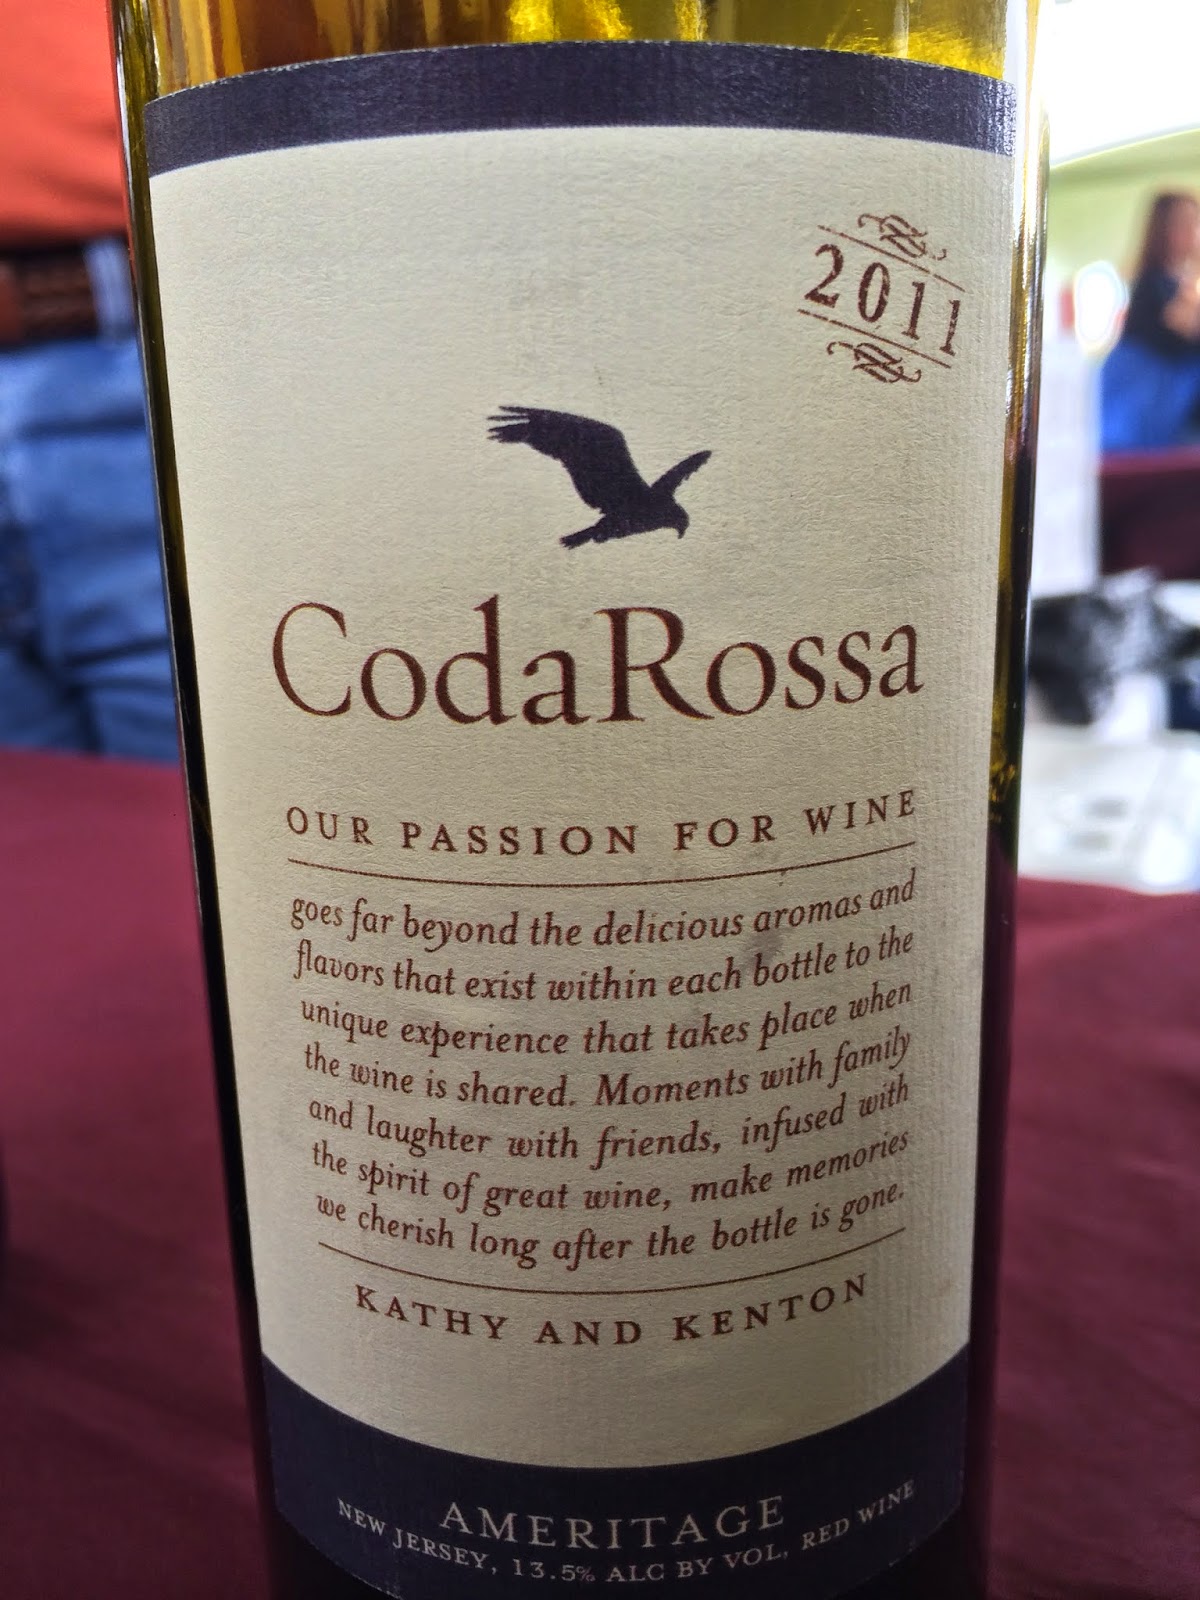 2011
CodaRossa
OUR PASSION FOR WINE
goes far beyond the delicious aromas and
flavors that exist within each bottle to the
unique experience that takes place when
the wine is shared. Moments with family
and laughter with friends, infused with
the spirit of great wine, make memories
we cherish long after the bottle is gone.
KATHY AND KENTON
AMERITAGE
NEW JERSEY, 13.5% ALC BY VOL, RED WINE